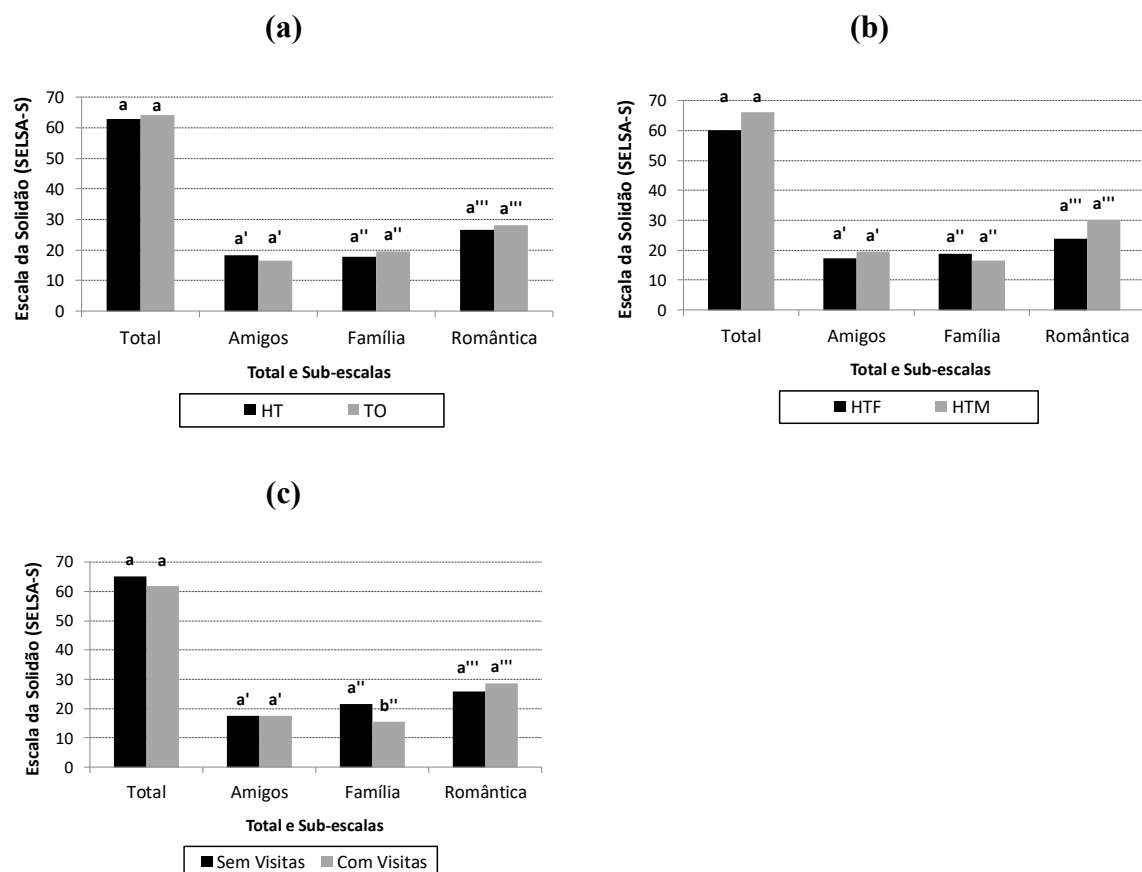 (a)
Escala da Solidão (SELSA-S)
70
60
50
40
30
20
10
0
a a
a' a'
a'' a''
a''' a'''
Total Amigos Família Romântica
Total e Sub-escalas
HT TO
(b)
Escala da Solidão (SELSA-S)
70
60
50
40
30
20
10
0
a a
a' a'
a'' a''
a''' a'''
Total Amigos Família Romântica
Total e Sub-escalas
HTF HTM
(c)
Escala da Solidão (SELSA-S)
70
60
50
40
30
20
10
0
a a
a' a'
a'' b''
a''' a'''
Total Amigos Família Romântica
Total e Sub-escalas
Sem Visitas Com Visitas